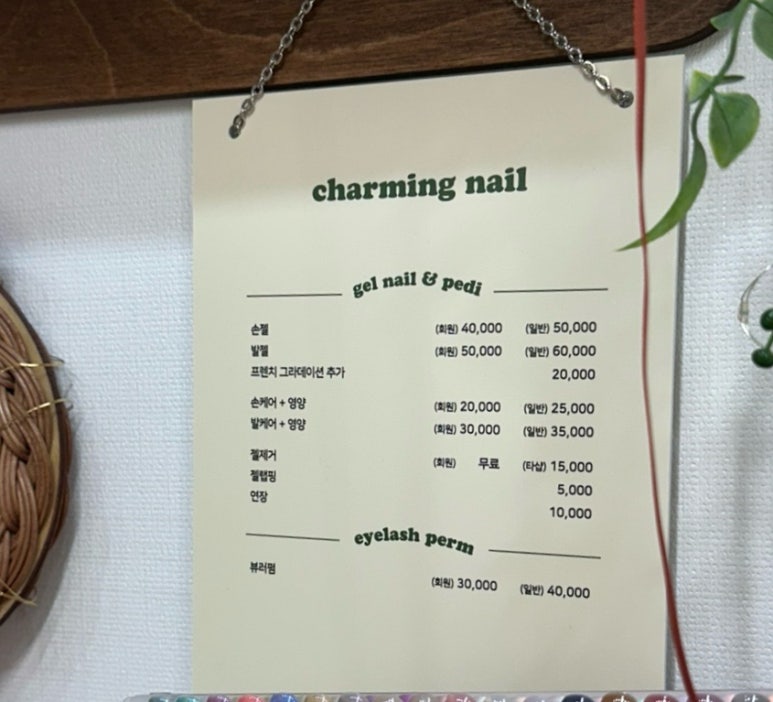 charming nail
gel nail & pedi
손젤 (회원) 40,000 (일반) 50,000
발젤 (회원) 50,000 (일반) 60,000
프렌치 그라데이션 추가 20,000
손케어 + 영양 (회원) 20,000 (일반) 25,000
발케어 + 영양 (회원) 30,000 (일반) 35,000
젤제거 (회원) 무료 (타샵) 15,000
젤랩핑 5,000
연장 10,000
eyelash perm
뷰러펌 (회원) 30,000 (일반) 40,000